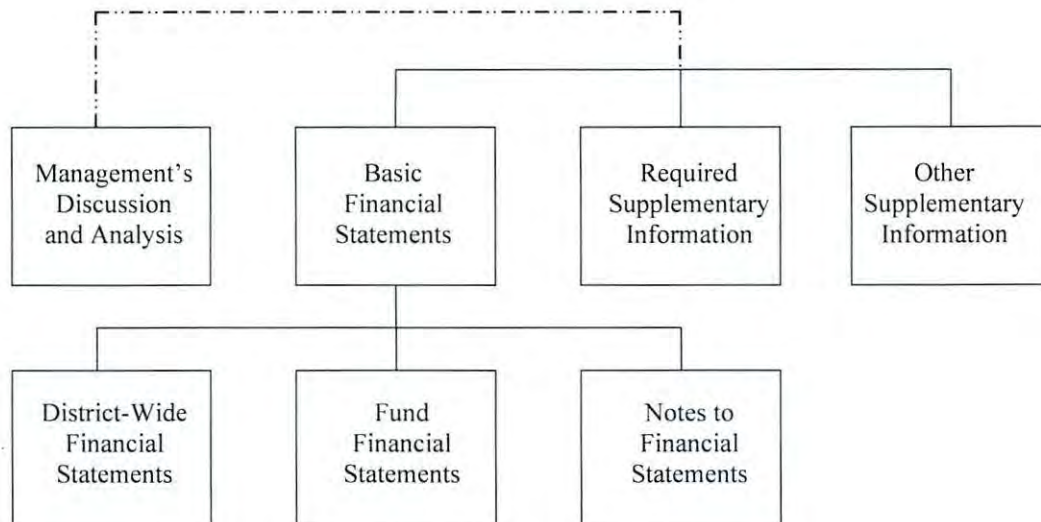 Management's
Discussion
and Analysis
Basic
Financial
Statements
Required
Supplementary
Information
Other
Supplementary
Information
District-Wide
Financial
Statements
Fund
Financial
Statements
Notes to
Financial
Statements